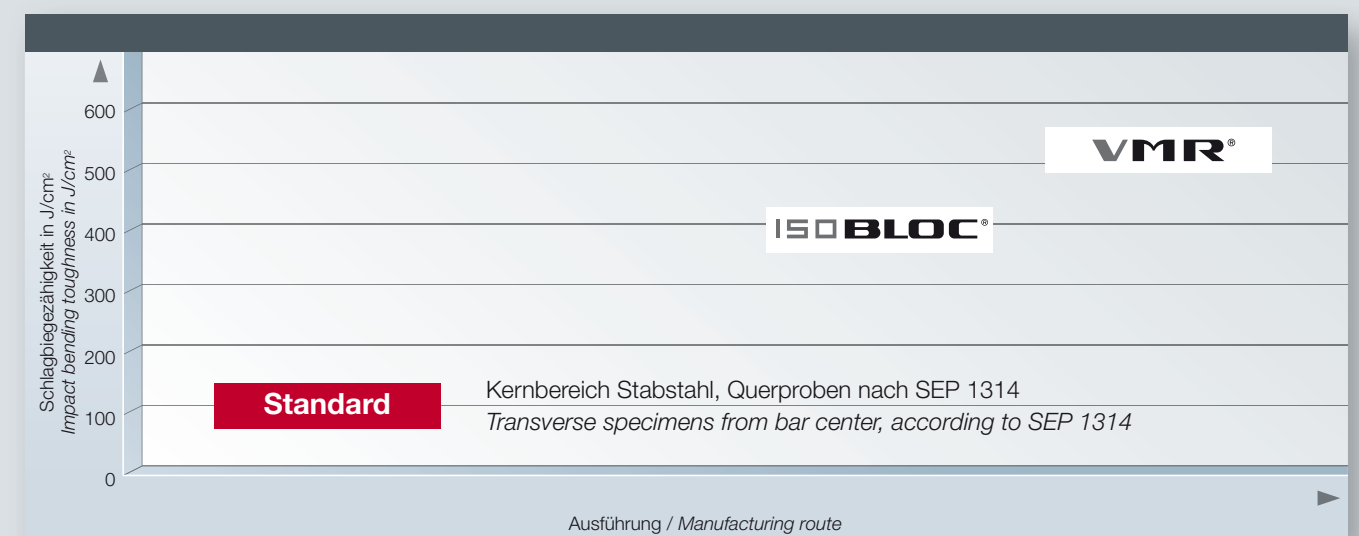 600
500
400
300
200
100
0
Schlagbiegezähigkeit in J/cm²
Impact bending toughness in J/cm²
VMR®
ISOBLOC®
Standard
Kernbereich Stabstahl, Querproben nach SEP 1314
Transverse specimens from bar center, according to SEP 1314
Ausführung / Manufacturing route